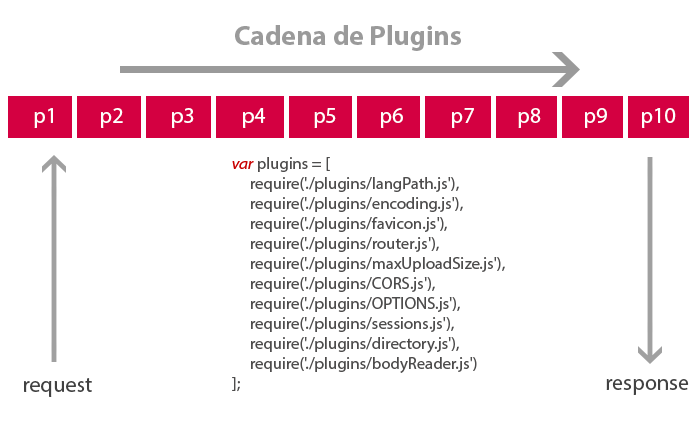 Cadena de Plugins
p1 p2 p3 p4 p5 p6 p7 p8 p9 p10
var plugins = [
require('./plugins/langPath.js'),
require('./plugins/encoding.js'),
require('./plugins/favicon.js'),
require('./plugins/router.js'),
require('./plugins/maxUploadSize.js'),
require('./plugins/CORS.js'),
require('./plugins/OPTIONS.js'),
require('./plugins/sessions.js'),
require('./plugins/directory.js'),
require('./plugins/bodyReader.js')
];
request
response